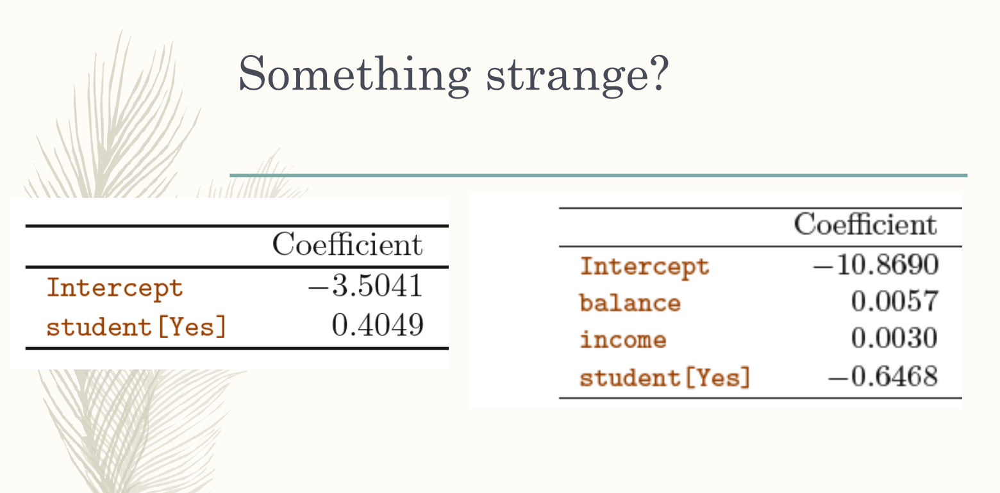 Something strange?
Coefficient
Intercept −3.5041
student[Yes] 0.4049
Coefficient
Intercept −10.8690
balance 0.0057
income 0.0030
student[Yes] −0.6468